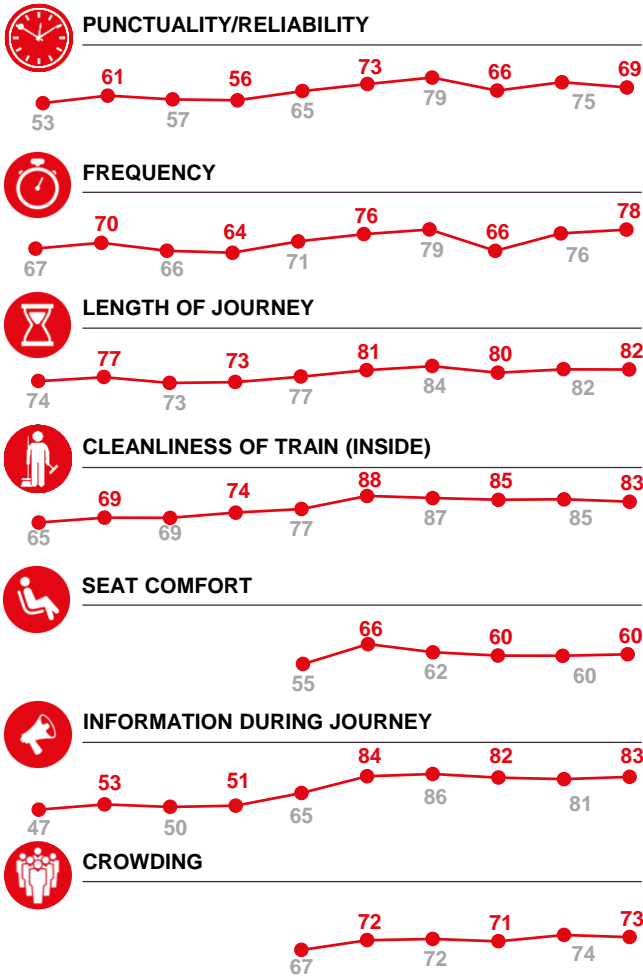 PUNCTUALITY/RELIABILITY
61 56 73 66 69
53 57 65 79 75
FREQUENCY
70 64 76 66 78
67 66 71 79 76
LENGTH OF JOURNEY
77 73 81 80 82
74 73 77 84 82
CLEANLINESS OF TRAIN (INSIDE)
69 74 88 85 83
65 69 77 87 85
SEAT COMFORT
66 60 60
55 62 60
INFORMATION DURING JOURNEY
53 51 84 82 83
47 50 65 86 81
CROWDING
72 71 73
67 72 74